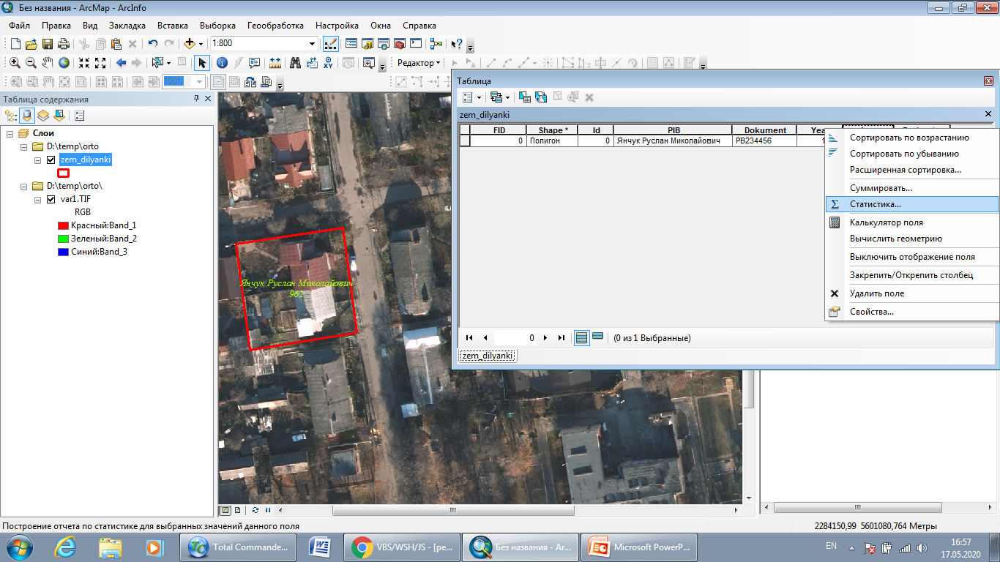 Без названия - ArcMap - ArcInfo
Файл Правка Вид Закладка Вставка Выборка Геообработка Настройка Окна Справка
1:800
Редактор
100%
Таблица содержания
Слои
D:\temp\orto
zem_dilyanki
D:\temp\orto\
var1.TIF
RGB
Красный:Band_1
Зеленый:Band_2
Синий:Band_3
Янчук Руслан Миколайович
962
Таблица
zem_dilyanki
FID Shape * Id PIB Dokument
0 Полигон 0 Янчук Руслан Миколайович PB234456
Сортировать по возрастанию
Сортировать по убыванию
Расширенная сортировка...
Суммировать...
Статистика...
Калькулятор поля
Вычислить геометрию
Выключить отображение поля
Закрепить/Открепить столбец
Удалить поле
Свойства...
0 (0 из 1 Выбранные)
zem_dilyanki
Построение отчета по статистике для выбранных значений данного поля
2284150,99 5601080,764 Метры
Total Commande...
VBS/WSH/JS - [ре...
Без названия - Ar...
Microsoft PowerP...
EN
16:57
17.05.2020